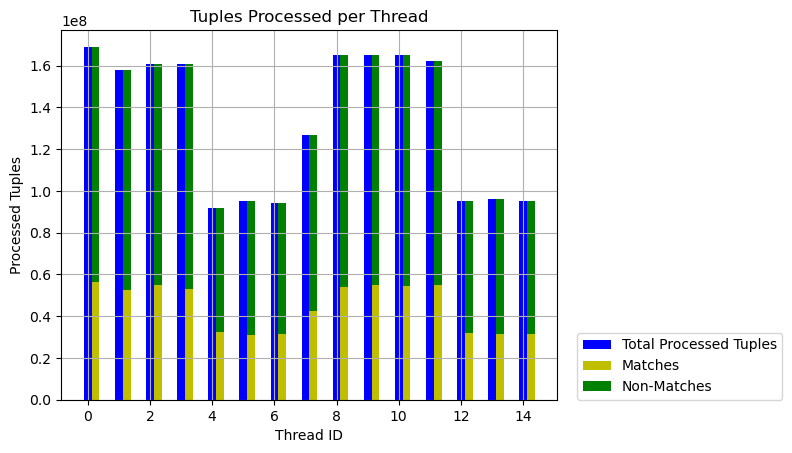 Tuples Processed per Thread
1e8
1.6
1.4
1.2
1.0
0.8
0.6
0.4
0.2
0.0
Processed Tuples
0 2 4 6 8 10 12 14
Thread ID
Total Processed Tuples
Matches
Non-Matches